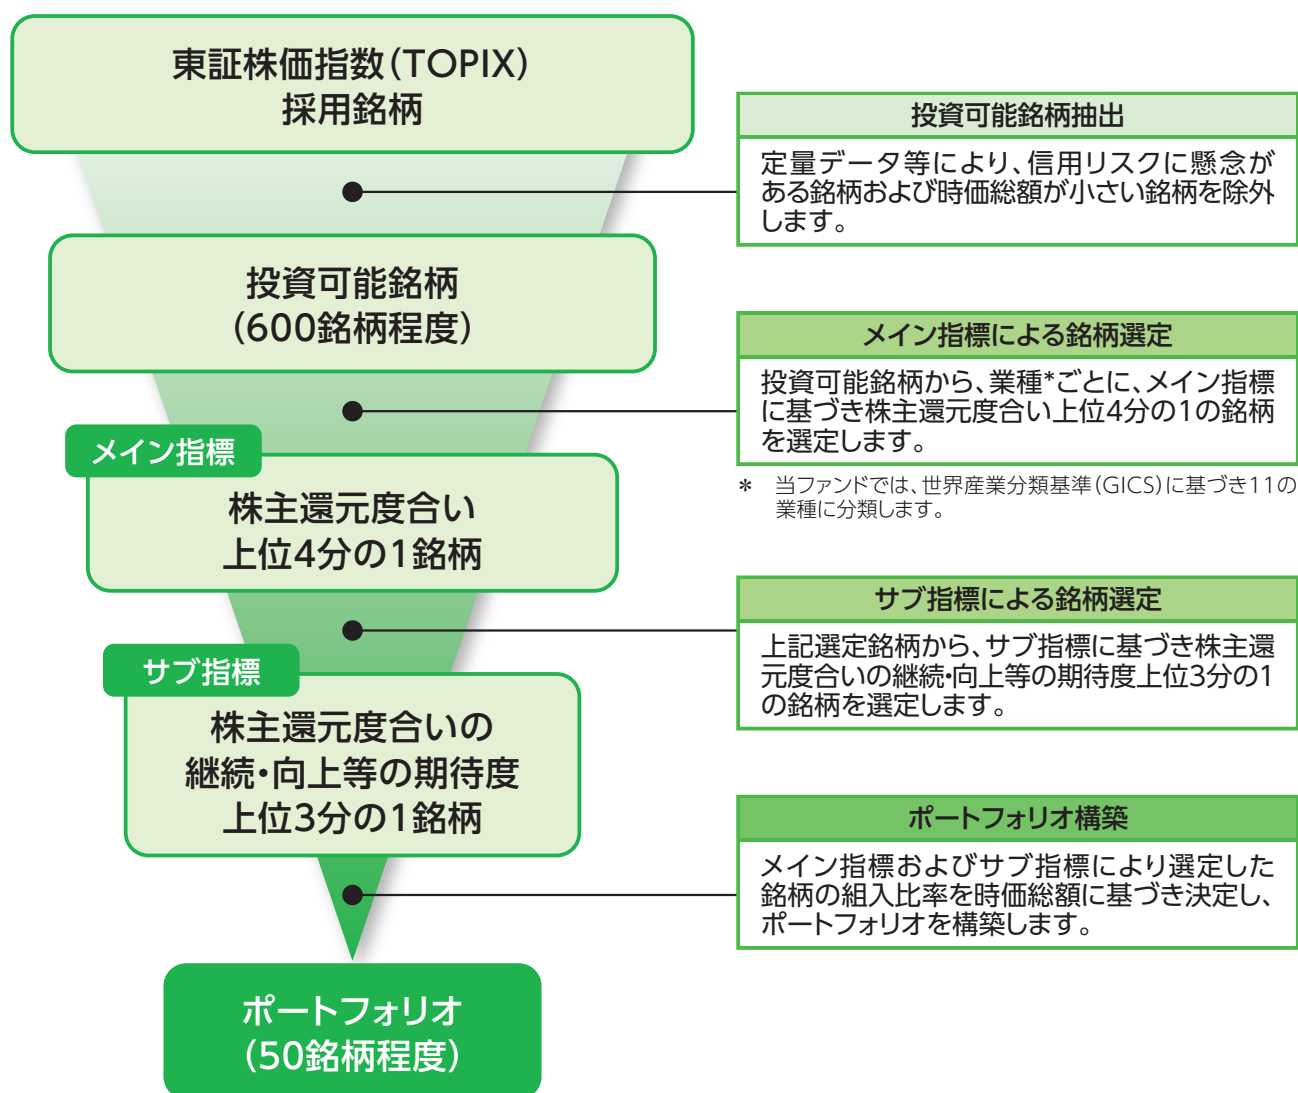 東証株価指数(TOPIX)
採用銘柄
投資可能銘柄抽出
定量データ等により、信用リスクに懸念が
ある銘柄および時価総額が小さい銘柄を除外
します。
投資可能銘柄
(600銘柄程度)
メイン指標による銘柄選定
投資可能銘柄から、業種*ごとに、メイン指標
に基づき株主還元度合い上位4分の1の銘柄
を選定します。
* 当ファンドでは、世界産業分類基準(GICS)に基づき11の
業種に分類します。
メイン指標
株主還元度合い
上位4分の1銘柄
サブ指標による銘柄選定
上記選定銘柄から、サブ指標に基づき株主還
元度合いの継続・向上等の期待度上位3分の1
の銘柄を選定します。
サブ指標
株主還元度合いの
継続・向上等の期待度
上位3分の1銘柄
ポートフォリオ構築
メイン指標およびサブ指標により選定した
銘柄の組入比率を時価総額に基づき決定し、
ポートフォリオを構築します。
ポートフォリオ
(50銘柄程度)